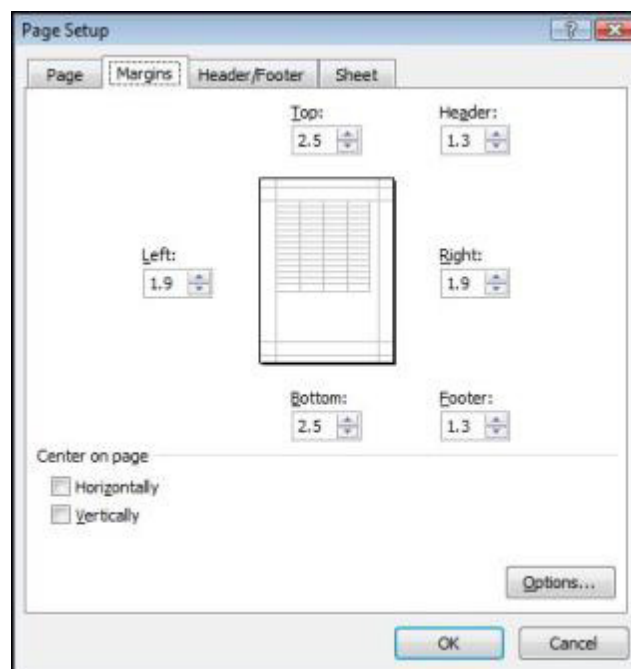 Page Setup
Page Margins Header/Footer Sheet
Top: Header:
2.5 1.3
Left: Right:
1.9 1.9
Bottom: Footer:
2.5 1.3
Center on page
Horizontally
Vertically
Options...
OK Cancel